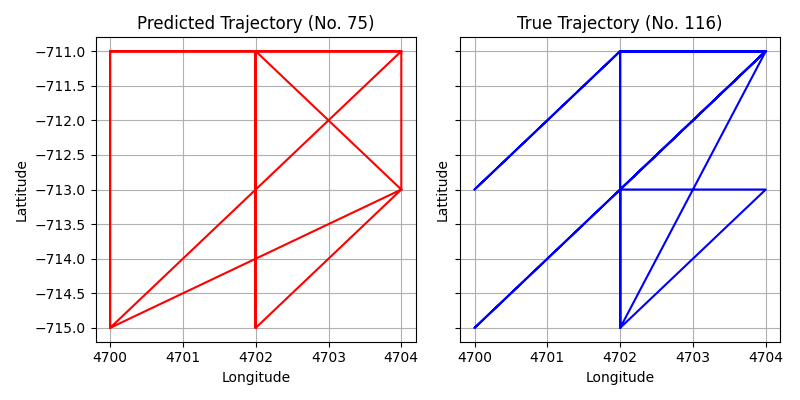 Predicted Trajectory (No. 75)
True Trajectory (No. 116)
−711.0
−711.5
−712.0
−712.5
−713.0
−713.5
−714.0
−714.5
−715.0
Lattitude
Lattitude
4700 4701 4702 4703 4704
4700 4701 4702 4703 4704
Longitude
Longitude